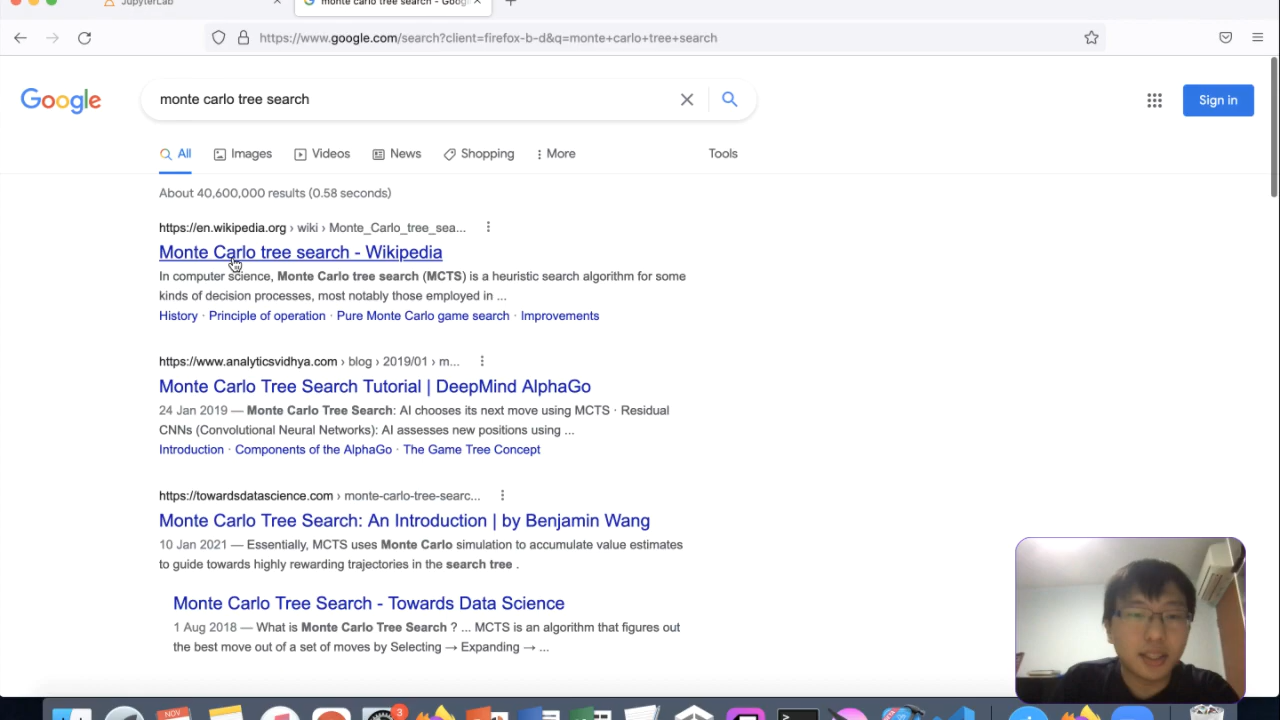 JupyterLab
monte carlo tree search - Goog
https://www.google.com/search?client=firefox-b-d&q=monte+carlo+tree+search
Google
monte carlo tree search
Sign in
All
Images
Videos
News
Shopping
More
Tools
About 40,600,000 results (0.58 seconds)
https://en.wikipedia.org › wiki › Monte_Carlo_tree_sea...
Monte Carlo tree search - Wikipedia
In computer science, Monte Carlo tree search (MCTS) is a heuristic search algorithm for some
kinds of decision processes, most notably those employed in ...
History · Principle of operation · Pure Monte Carlo game search · Improvements
https://www.analyticsvidhya.com › blog › 2019/01 › m...
Monte Carlo Tree Search Tutorial | DeepMind AlphaGo
24 Jan 2019 — Monte Carlo Tree Search: AI chooses its next move using MCTS · Residual
CNNs (Convolutional Neural Networks): AI assesses new positions using ...
Introduction · Components of the AlphaGo · The Game Tree Concept
https://towardsdatascience.com › monte-carlo-tree-searc...
Monte Carlo Tree Search: An Introduction | by Benjamin Wang
10 Jan 2021 — Essentially, MCTS uses Monte Carlo simulation to accumulate value estimates
to guide towards highly rewarding trajectories in the search tree .
Monte Carlo Tree Search - Towards Data Science
1 Aug 2018 — What is Monte Carlo Tree Search ? ... MCTS is an algorithm that figures out
the best move out of a set of moves by Selecting → Expanding → ...
NOV
3